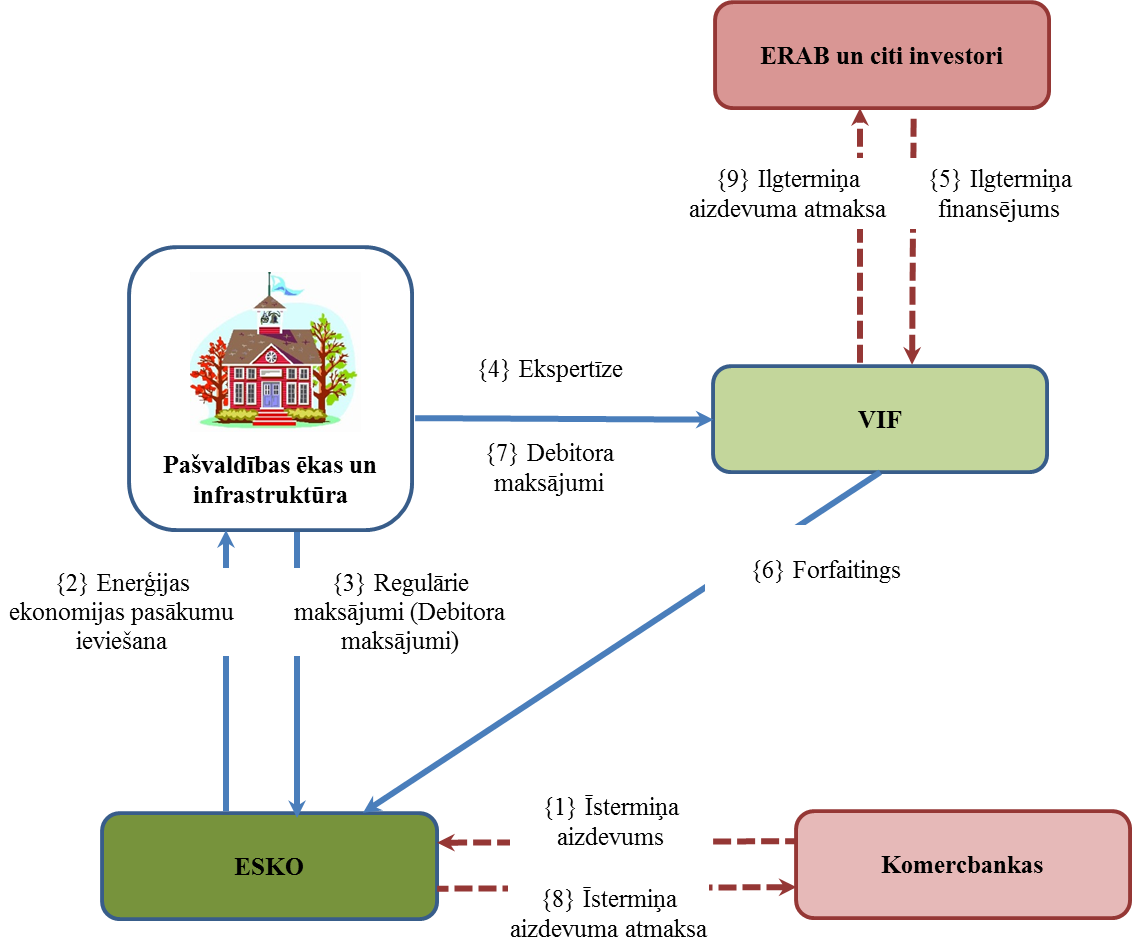 ERAB un citi investori
{9} Ilgtermiņa
aizdevuma atmaksa
{5} Ilgtermiņa
finansējums
{4} Ekspertīze
VIF
{7} Debitora
maksājumi
Pašvaldības ēkas un
infrastruktūra
{6} Forfaitings
{2} Enerģijas
ekonomijas pasākumu
ieviešana
{3} Regulārie
maksājumi (Debitora
maksājumi)
{1} Īstermiņa
aizdevums
ESKO
Komercbankas
{8} Īstermiņa
aizdevuma atmaksa